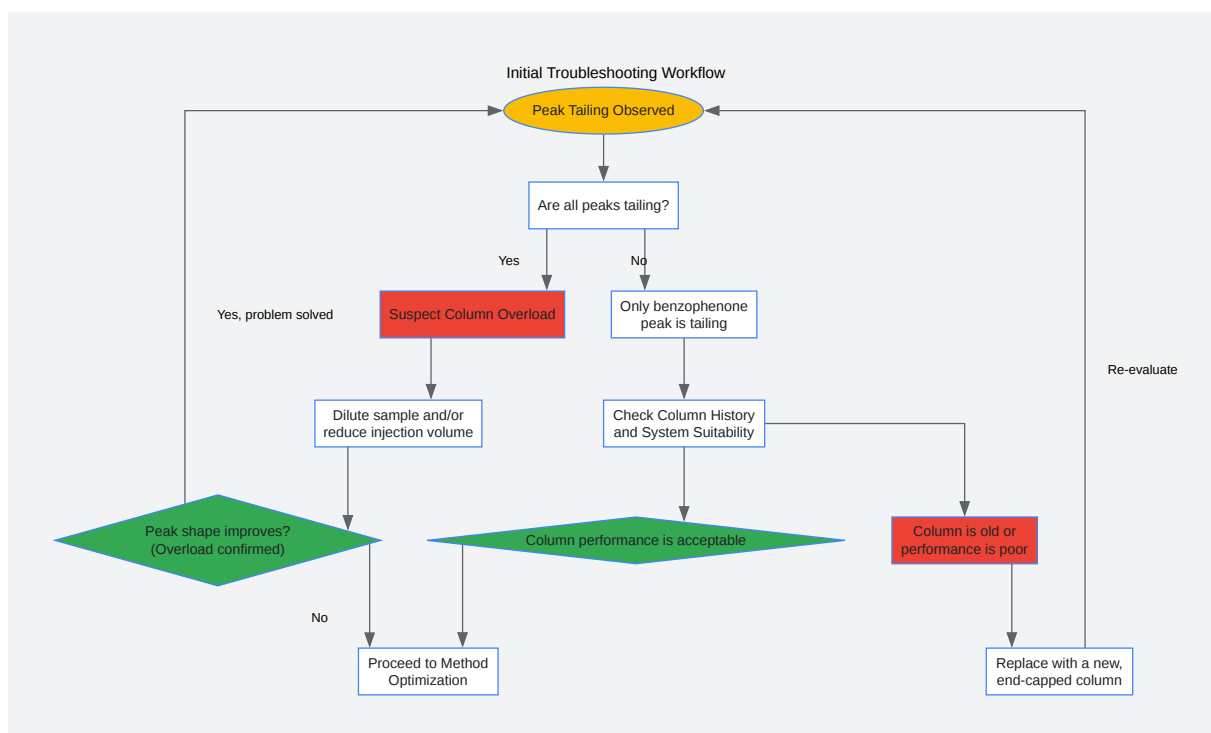 Initial Troubleshooting Workflow
Peak Tailing Observed
Are all peaks tailing?
Yes
No
Suspect Column Overload
Only benzophenone
peak is tailing
Yes, problem solved
Re-evaluate
Dilute sample and/or
reduce injection volume
Check Column History
and System Suitability
Peak shape improves?
(Overload confirmed)
Column performance is acceptable
Column is old or
performance is poor
No
Proceed to Method
Optimization
Replace with a new,
end-capped column